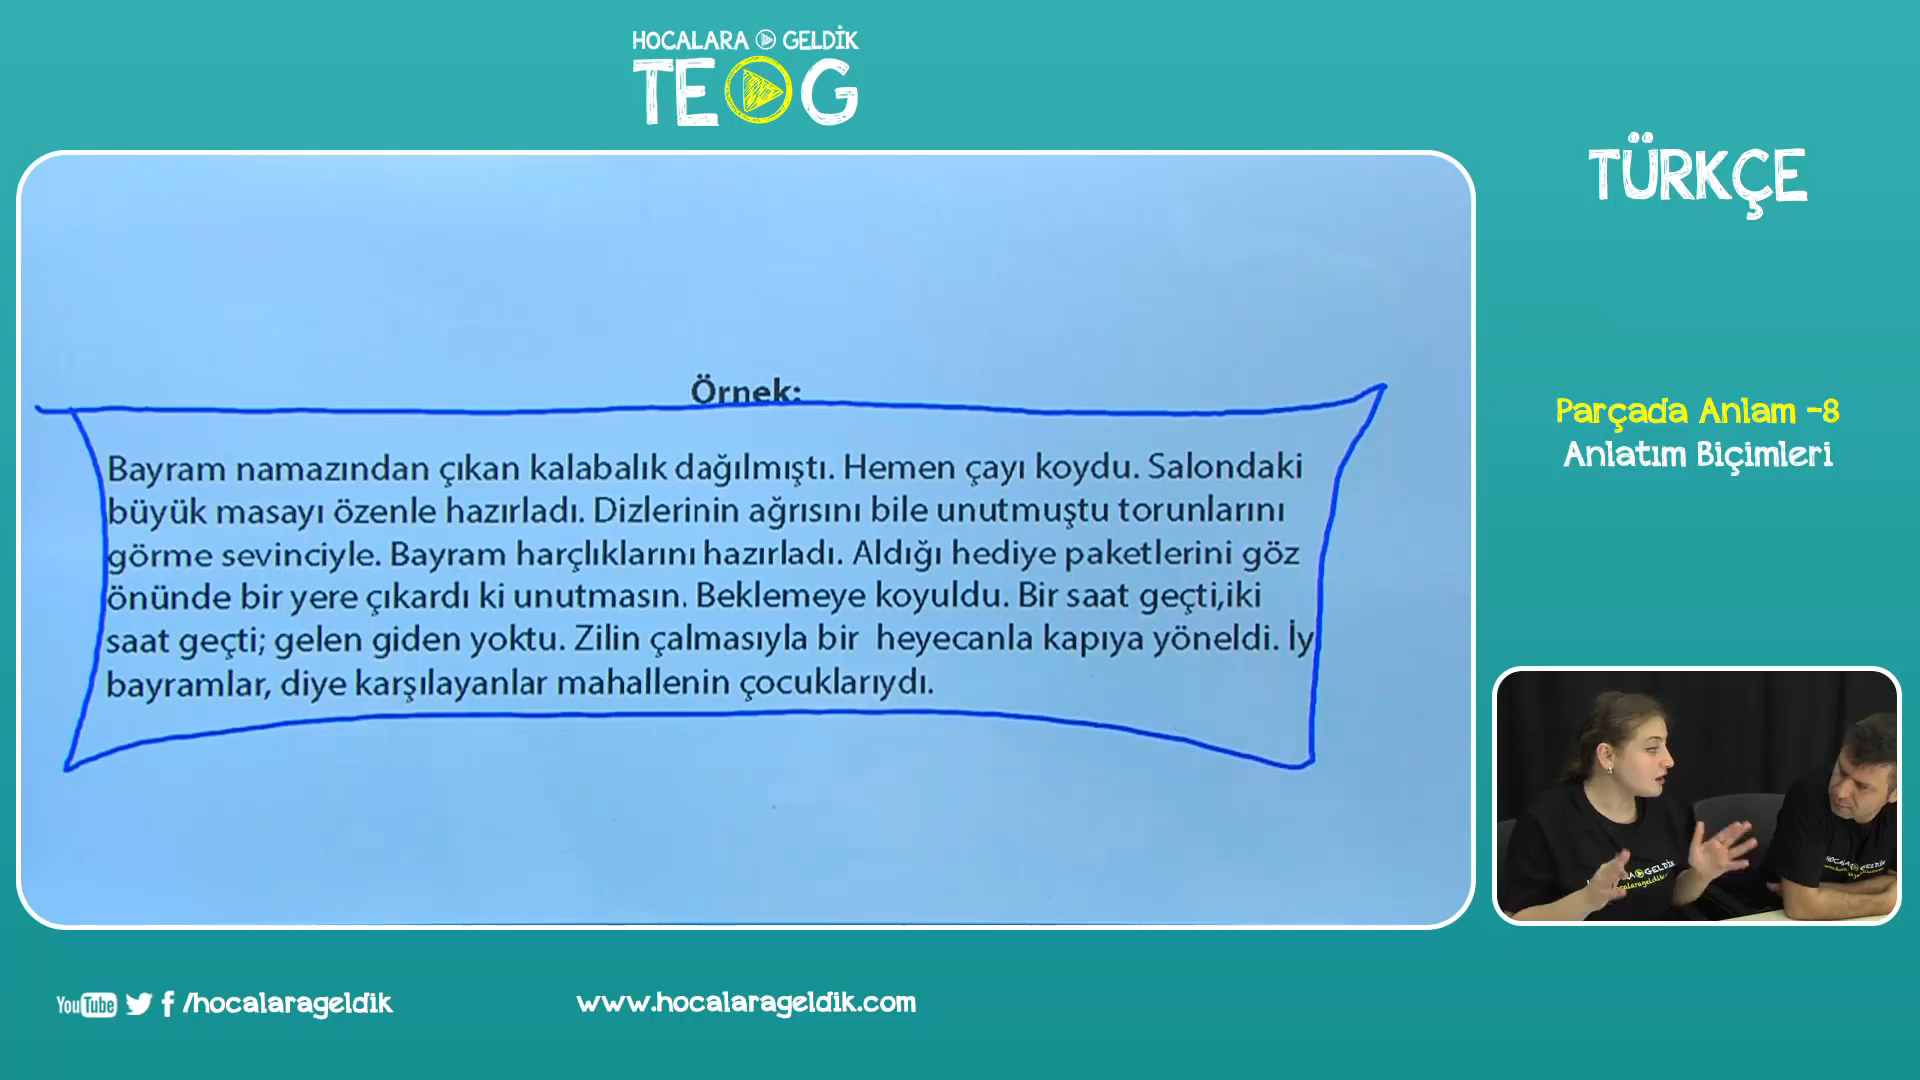 HOCALARA GELDİK
TEOG
TÜRKÇE
Parçada Anlam -8
Anlatım Biçimleri
Örnek:
Bayram namazından çıkan kalabalık dağılmıştı. Hemen çayı koydu. Salondaki
büyük masayı özenle hazırladı. Dizlerinin ağrısını bile unutmuştu torunlarını
görme sevinciyle. Bayram harçlıklarını hazırladı. Aldığı hediye paketlerini göz
önünde bir yere çıkardı ki unutmasın. Beklemeye koyuldu. Bir saat geçti,iki
saat geçti; gelen giden yoktu. Zilin çalmasıyla bir heyecanla kapıya yöneldi. İy
bayramlar, diye karşılayanlar mahallenin çocuklarıydı.
YouTube f /hocalarageldik
www.hocalarageldik.com